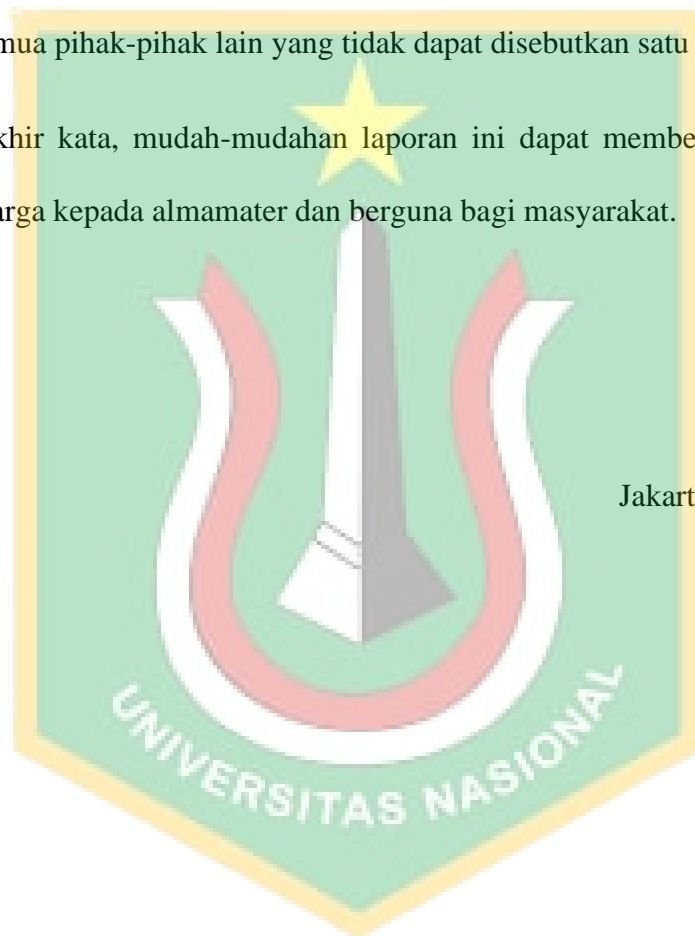 mua pihak-pihak lain yang tidak dapat disebutkan satu
khir kata, mudah-mudahan laporan ini dapat membe
arga kepada almamater dan berguna bagi masyarakat.
Jakart
UNIVERSITAS NASIONAL